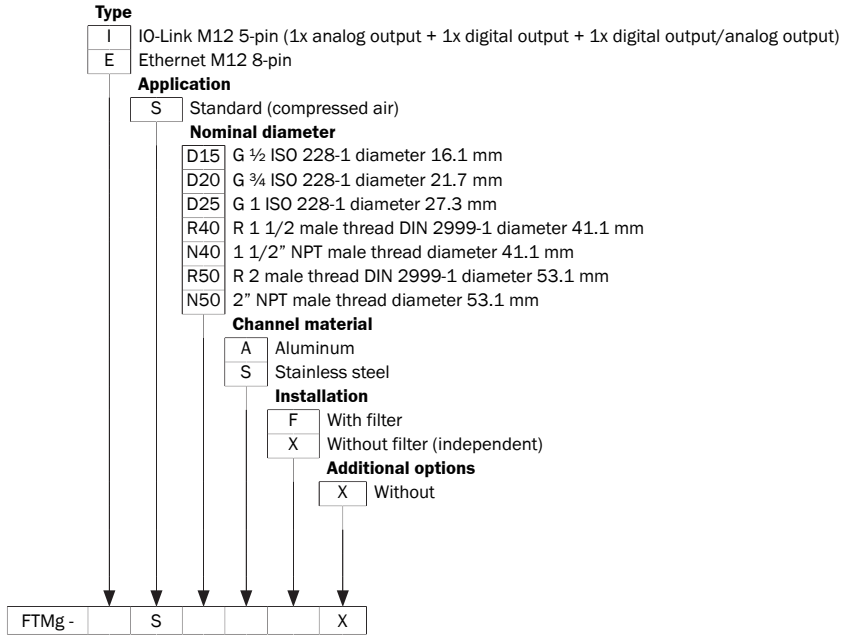 Type
I IO-Link M12 5-pin (1x analog output + 1x digital output + 1x digital output/analog output)
E Ethernet M12 8-pin
Application
S Standard (compressed air)
Nominal diameter
D15 G ½ ISO 228-1 diameter 16.1 mm
D20 G ¾ ISO 228-1 diameter 21.7 mm
D25 G 1 ISO 228-1 diameter 27.3 mm
R40 R 1 1/2 male thread DIN 2999-1 diameter 41.1 mm
N40 1 1/2” NPT male thread diameter 41.1 mm
R50 R 2 male thread DIN 2999-1 diameter 53.1 mm
N50 2” NPT male thread diameter 53.1 mm
Channel material
A Aluminum
S Stainless steel
Installation
F With filter
X Without filter (independent)
Additional options
X Without
FTMg - S X